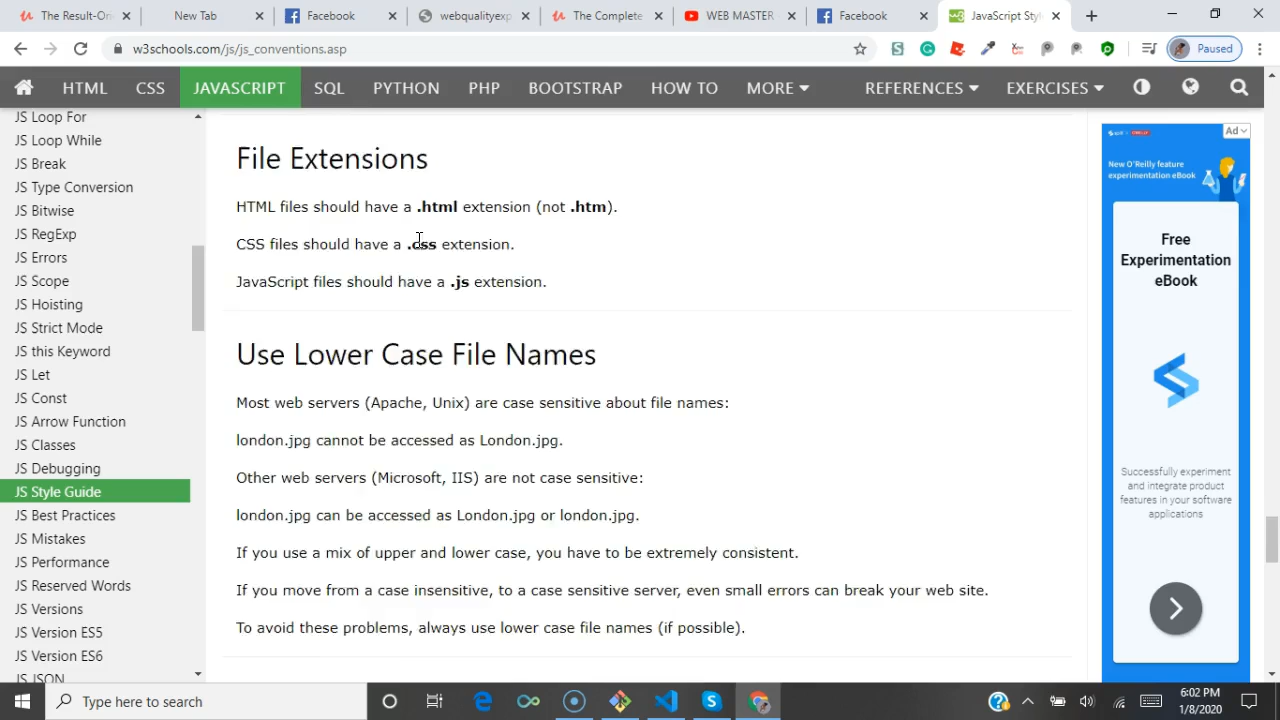 The Result-On
New Tab
Facebook
webqualityexp
The Complete
WEB MASTER
Facebook
JavaScript Sty
w3schools.com/js/js_conventions.asp
Paused
HTML
CSS
JAVASCRIPT
SQL
PYTHON
PHP
BOOTSTRAP
HOW TO
MORE
REFERENCES
EXERCISES
JS Loop For
JS Loop While
JS Break
JS Type Conversion
JS Bitwise
JS RegExp
JS Errors
JS Scope
JS Hoisting
JS Strict Mode
JS this Keyword
JS Let
JS Const
JS Arrow Function
JS Classes
JS Debugging
JS Style Guide
JS Best Practices
JS Mistakes
JS Performance
JS Reserved Words
JS Versions
JS Version ES5
JS Version ES6
JS JSON
File Extensions
HTML files should have a .html extension (not .htm).
CSS files should have a .css extension.
JavaScript files should have a .js extension.
Use Lower Case File Names
Most web servers (Apache, Unix) are case sensitive about file names:
london.jpg cannot be accessed as London.jpg.
Other web servers (Microsoft, IIS) are not case sensitive:
london.jpg can be accessed as London.jpg or london.jpg.
If you use a mix of upper and lower case, you have to be extremely consistent.
If you move from a case insensitive, to a case sensitive server, even small errors can break your web site.
To avoid these problems, always use lower case file names (if possible).
Ad
New O'Reilly feature
experimentation eBook
Free
Experimentation
eBook
Successfully experiment
and integrate product
features in your software
applications
Type here to search
6:02 PM
1/8/2020